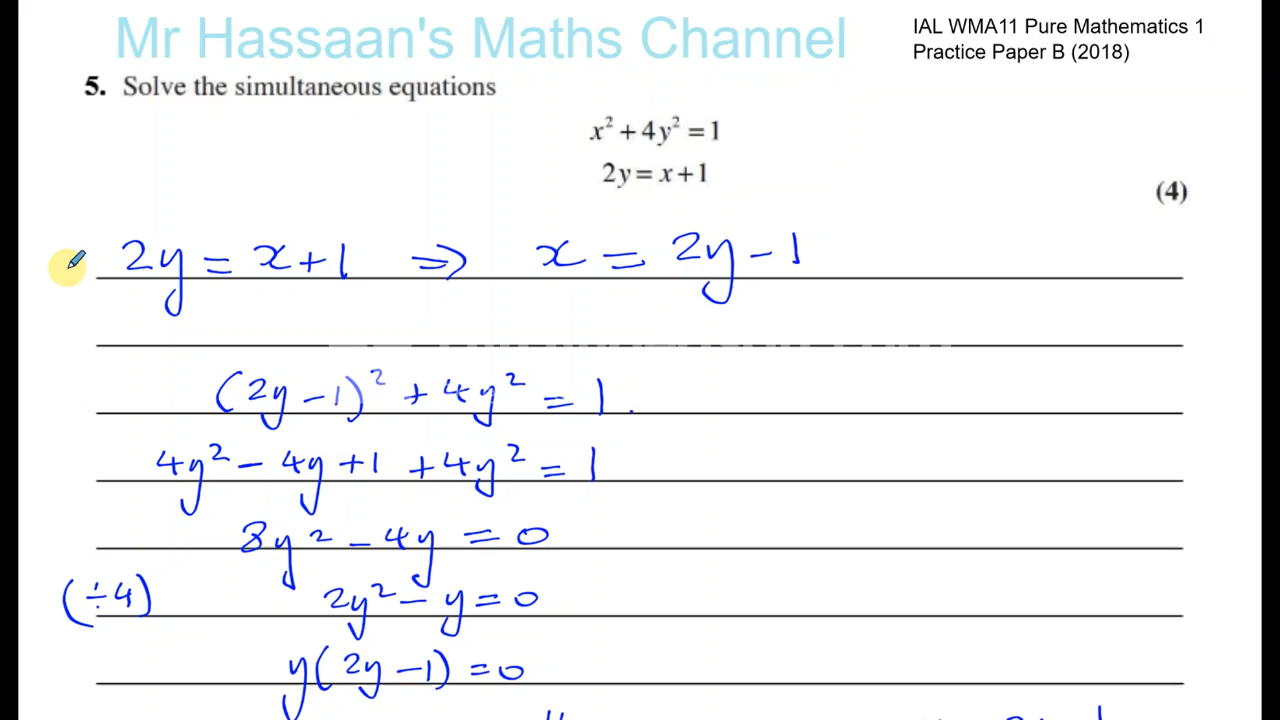 Mr Hassaan's Maths Channel
IAL WMA11 Pure Mathematics 1
Practice Paper B (2018)
5. Solve the simultaneous equations
x² + 4y² = 1
2y = x + 1
(4)
2y = x + 1 ⇒ x = 2y - 1
(2y - 1)² + 4y² = 1.
4y² - 4y + 1 + 4y² = 1
8y² - 4y = 0
(÷4) 2y² - y = 0
y(2y - 1) = 0